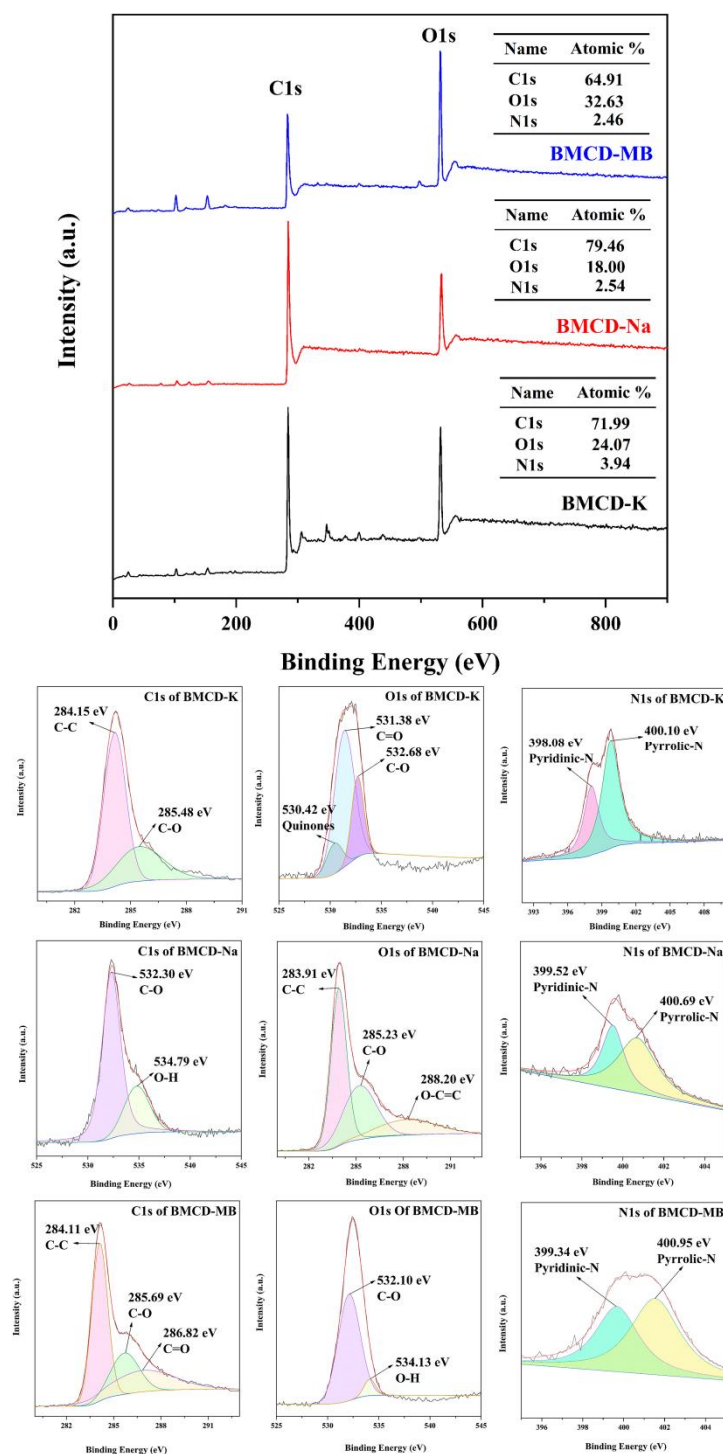 O1s
C1s
Name Atomic %
C1s 64.91
O1s 32.63
N1s 2.46
BMCD-MB
Name Atomic %
C1s 79.46
O1s 18.00
N1s 2.54
BMCD-Na
Name Atomic %
C1s 71.99
O1s 24.07
N1s 3.94
BMCD-K
Intensity (a.u.)
0 200 400 600 800
Binding Energy (eV)
C1s of BMCD-K
284.15 eV
C-C
285.48 eV
C-O
Intensity (a.u.)
282 285 288 291
Binding Energy (eV)
O1s of BMCD-K
531.38 eV
C=O
532.68 eV
C-O
530.42 eV
Quinones
Intensity (a.u.)
525 530 535 540 545
Binding Energy (eV)
N1s of BMCD-K
400.10 eV
Pyrrolic-N
398.08 eV
Pyridinic-N
Intensity (a.u.)
393 396 399 402 405 408
Binding Energy (eV)
C1s of BMCD-Na
532.30 eV
C-O
534.79 eV
O-H
Intensity (a.u.)
525 530 535 540 545
Binding Energy (eV)
O1s of BMCD-Na
283.91 eV
C-C
285.23 eV
C-O
288.20 eV
O-C=C
Intensity (a.u.)
282 285 288 291
Binding Energy (eV)
N1s of BMCD-Na
399.52 eV
Pyridinic-N
400.69 eV
Pyrrolic-N
Intensity (a.u.)
396 398 400 402 404
Binding Energy (eV)
C1s of BMCD-MB
284.11 eV
C-C
285.69 eV
C-O
286.82 eV
C=O
Intensity (a.u.)
282 285 288 291
Binding Energy (eV)
O1s Of BMCD-MB
532.10 eV
C-O
534.13 eV
O-H
Intensity (a.u.)
525 530 535 540 545
Binding Energy (eV)
N1s of BMCD-MB
399.34 eV
Pyridinic-N
400.95 eV
Pyrrolic-N
Intensity (a.u.)
396 398 400 402 404
Binding Energy (eV)